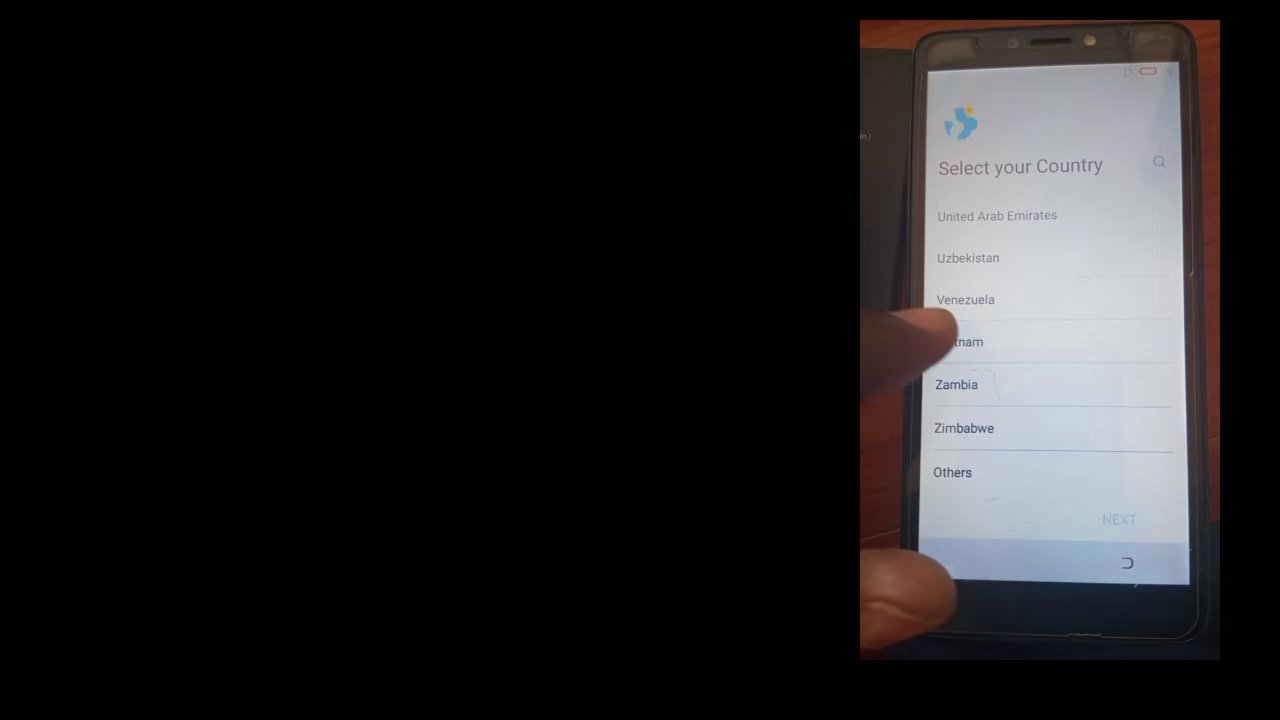 Select your Country
United Arab Emirates
Uzbekistan
Venezuela
tnam
Zambia
Zimbabwe
Others
NEXT